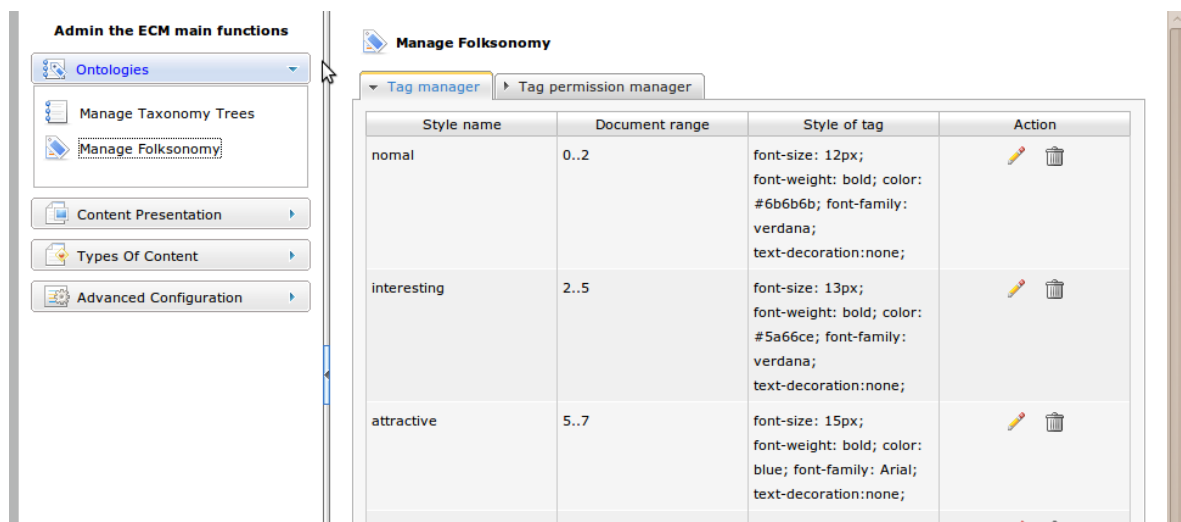 Admin the ECM main functions
Ontologies
Manage Taxonomy Trees
Manage Folksonomy
Content Presentation
Types Of Content
Advanced Configuration
Manage Folksonomy
Tag manager
Tag permission manager
Style name
Document range
Style of tag
Action
nomal
0..2
font-size: 12px;
font-weight: bold; color:
#6b6b6b; font-family:
verdana;
text-decoration:none;
interesting
2..5
font-size: 13px;
font-weight: bold; color:
#5a66ce; font-family:
verdana;
text-decoration:none;
attractive
5..7
font-size: 15px;
font-weight: bold; color:
blue; font-family: Arial;
text-decoration:none;